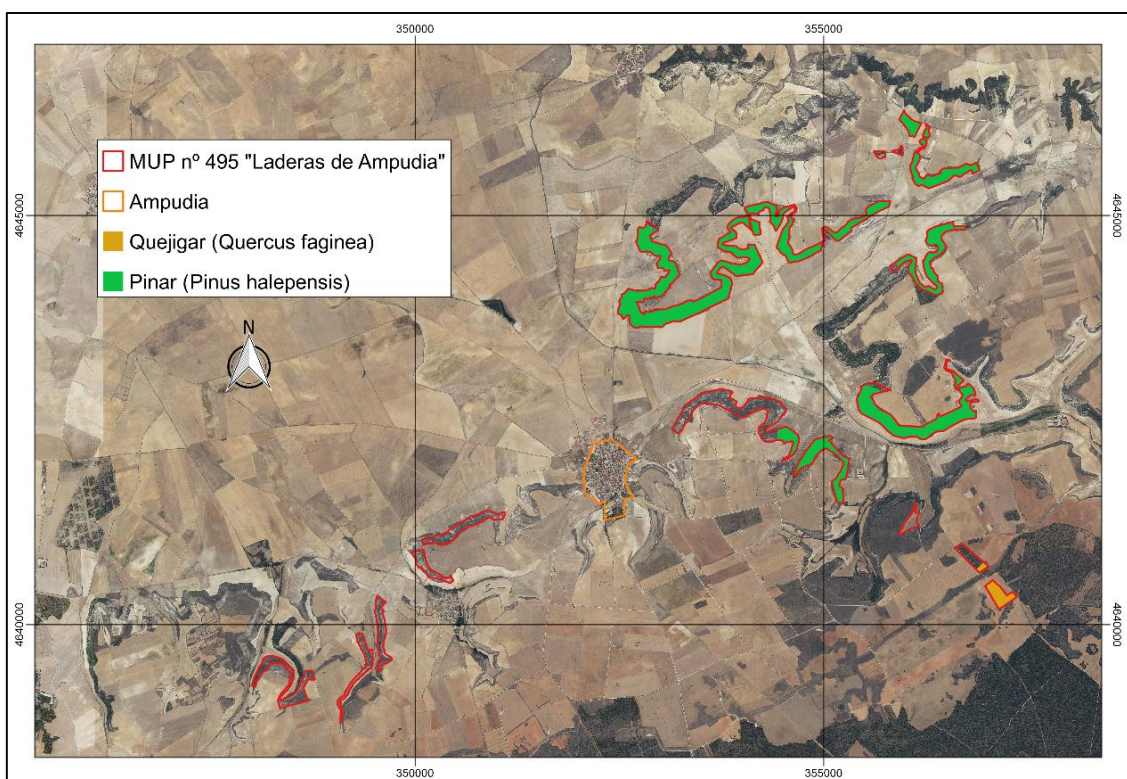 350000
355000
MUP nº 495 "Laderas de Ampudia"
Ampudia
Quejigar (Quercus faginea)
Pinar (Pinus halepensis)
N
4645000
4645000
4640000
4640000
350000
355000